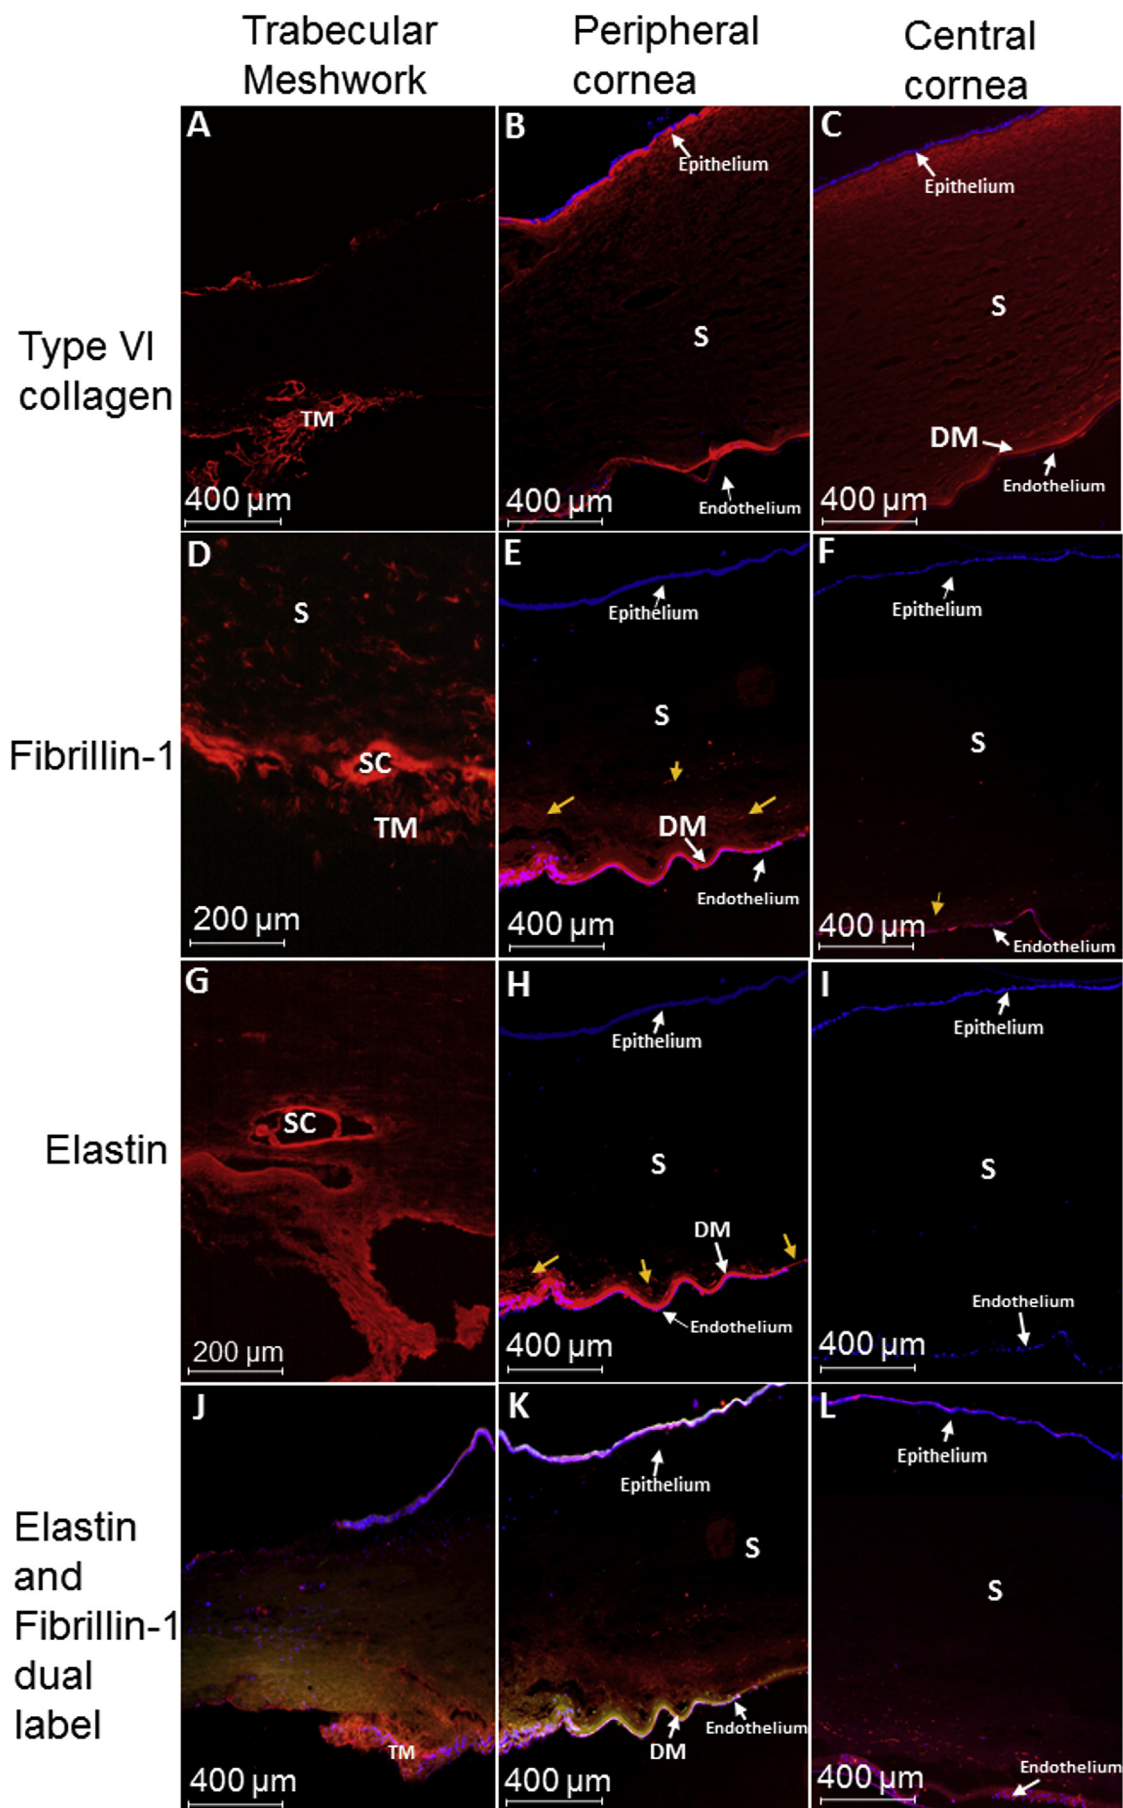 Trabecular
Meshwork
Peripheral
cornea
Central
cornea
Type VI
collagen
A
TM
400 µm
B
Epithelium
S
Endothelium
400 µm
C
Epithelium
S
DM
Endothelium
400 µm
Fibrillin-1
D
S
SC
TM
200 µm
E
Epithelium
S
DM
Endothelium
400 µm
F
Epithelium
S
400 µm
Endothelium
Elastin
G
SC
200 µm
H
Epithelium
S
DM
Endothelium
400 µm
I
Epithelium
S
Endothelium
400 µm
Elastin
and
Fibrillin-1
dual
label
J
TM
400 µm
K
Epithelium
S
Endothelium
DM
400 µm
L
Epithelium
S
Endothelium
400 µm